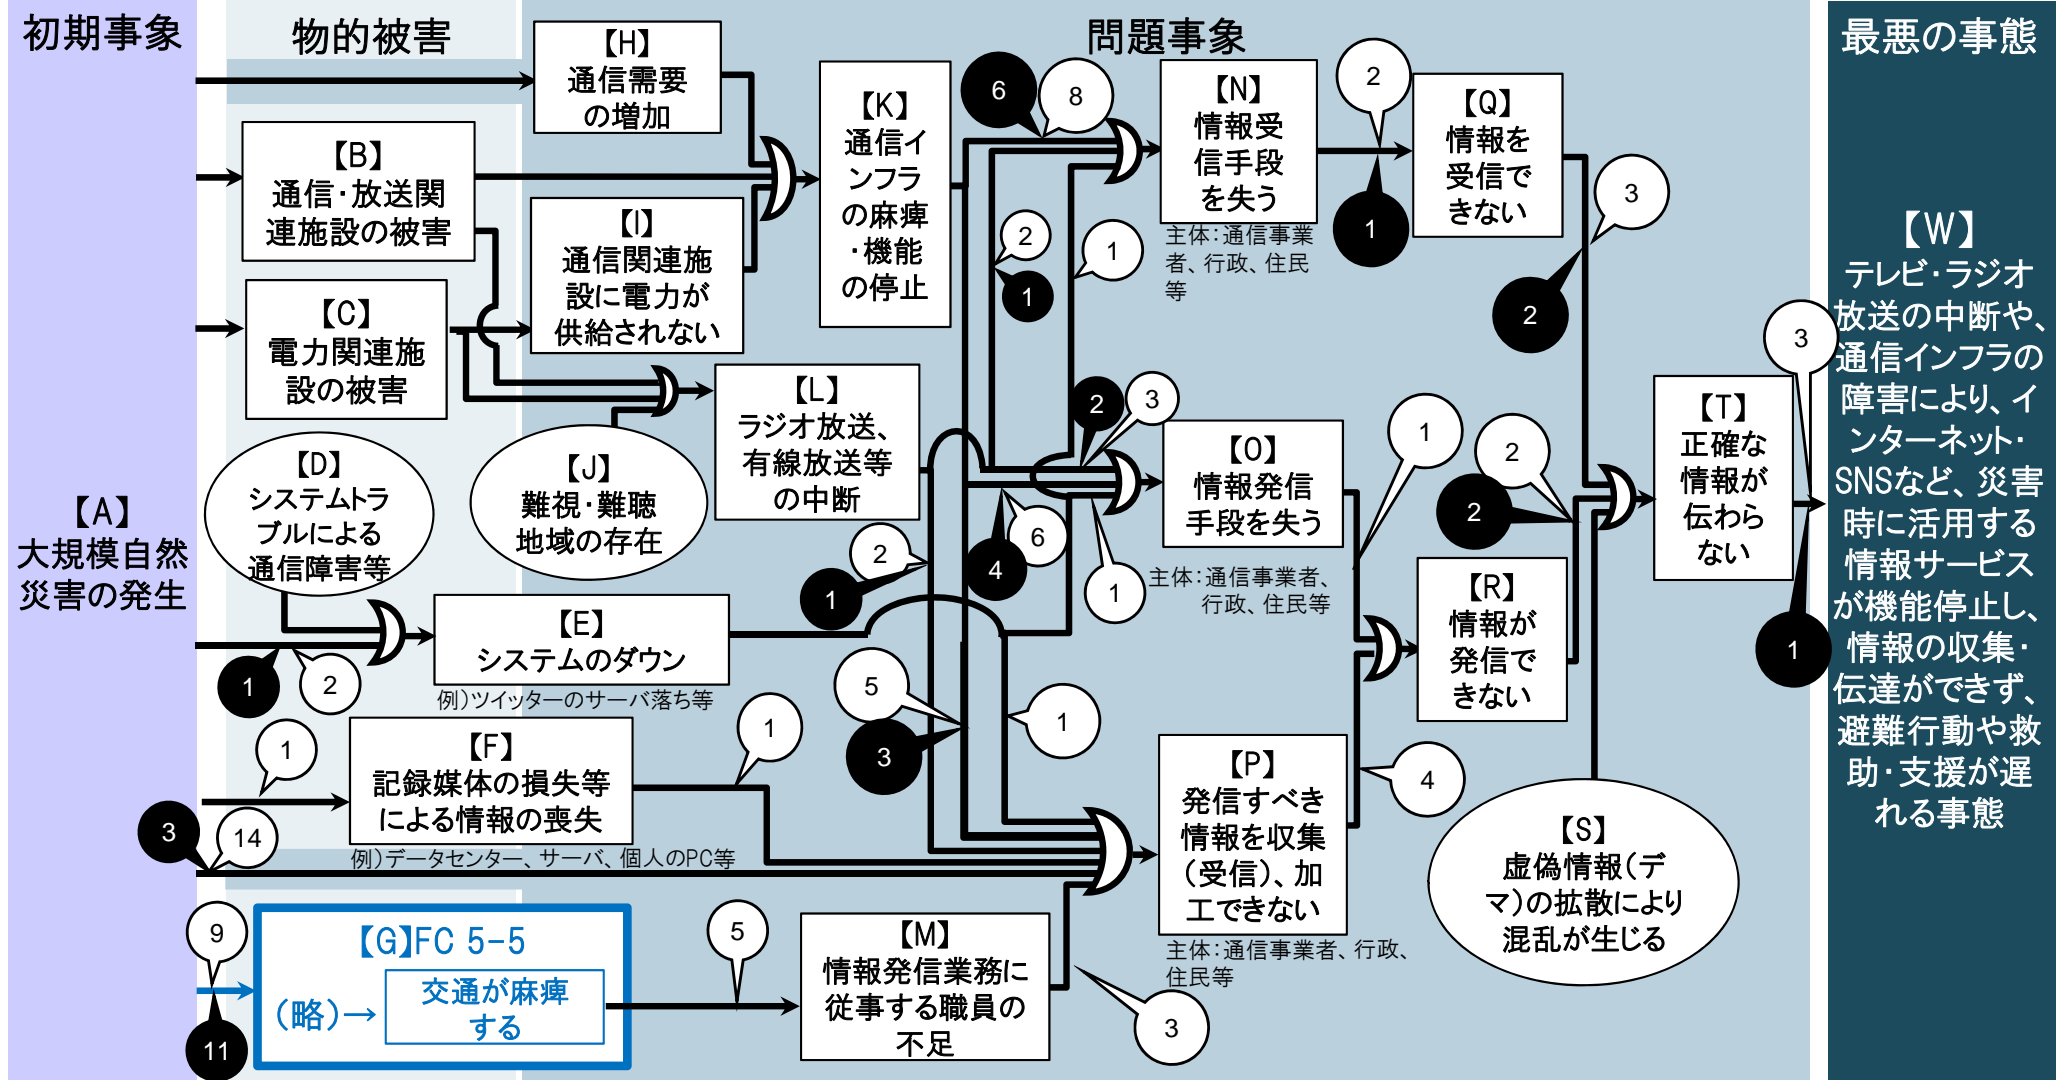 初期事象
物的被害
問題事象
最悪の事態
【A】
大規模自然
災害の発生
【H】
通信需要
の増加
【B】
通信・放送関
連施設の被害
【C】
電力関連施
設の被害
【I】
通信関連施
設に電力が
供給されない
【D】
システムトラ
ブルによる
通信障害等
【J】
難視・難聴
地域の存在
【E】
システムのダウン
例)ツイッターのサーバ落ち等
1
2
1
【F】
記録媒体の損失等
による情報の喪失
例)データセンター、サーバ、個人のPC等
1
3
14
9
11
【G】FC 5-5
(略)→
交通が麻痺
する
5
【M】
情報発信業務に
従事する職員の
不足
3
【K】
通信イ
ンフラ
の麻痺
・機能
の停止
【L】
ラジオ放送、
有線放送等
の中断
6
8
2
1
1
2
3
4
6
1
2
1
5
3
1
【N】
情報受
信手段
を失う
主体:通信事業
者、行政、住民
等
2
1
【O】
情報発信
手段を失う
主体:通信事業者、
行政、住民等
1
【P】
発信すべき
情報を収集
(受信)、加
工できない
主体:通信事業者、行政、
住民等
4
【Q】
情報を
受信で
きない
3
2
【R】
情報が
発信で
きない
2
2
【S】
虚偽情報(デ
マ)の拡散により
混乱が生じる
【T】
正確な
情報が
伝わら
ない
3
1
【W】
テレビ・ラジオ
放送の中断や、
通信インフラの
障害により、イ
ンターネット・
SNSなど、災害
時に活用する
情報サービス
が機能停止し、
情報の収集・
伝達ができず、
避難行動や救
助・支援が遅
れる事態